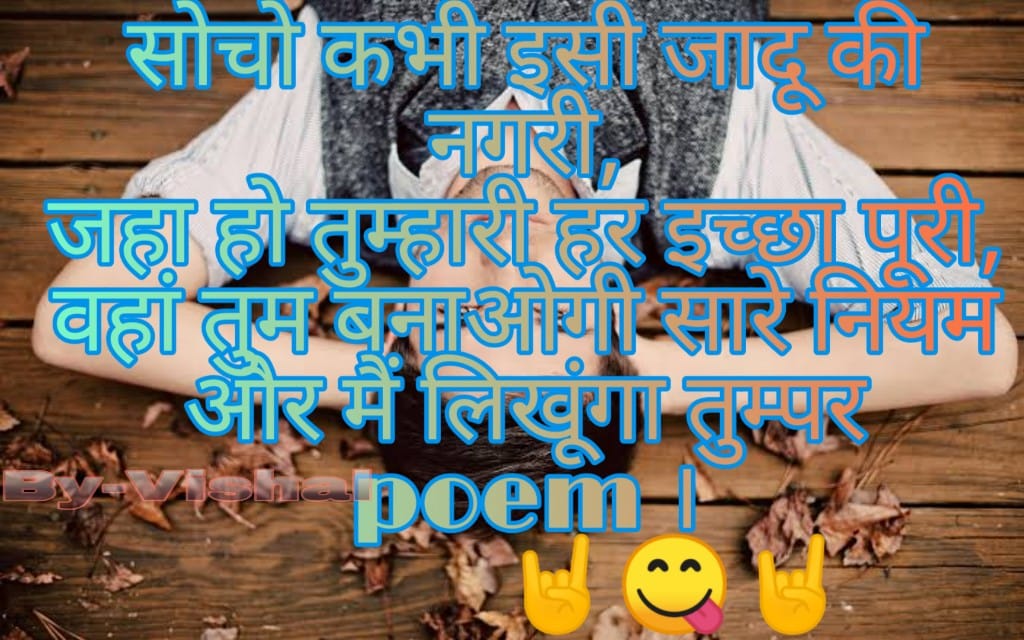 सोचो कभी इसी जादू की
नगरी,
जहा हो तुम्हारी हर इच्छा पूरी,
वहां तुम बनाओगी सारे नियम
और मैं लिखूंगा तुम्पर
poem ।
By-Vishal
🤘😋🤘